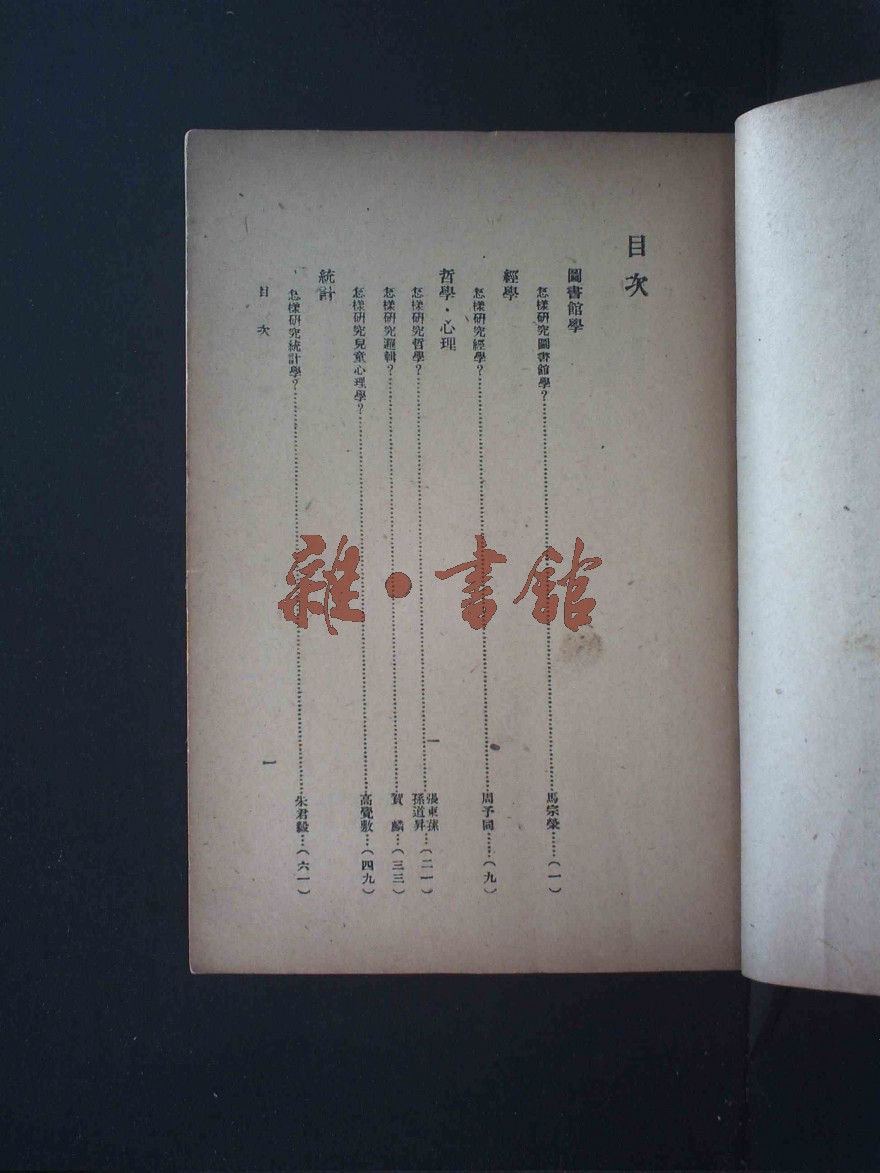 目次
圖書館學
怎樣研究圖書館學？……馬宗榮……(一)
經學
怎樣研究經學？……周予同……(九)
哲學·心理
怎樣研究哲學？……張東蓀 孫道昇……(二一)
怎樣研究邏輯？……賀麟……(三三)
怎樣研究兒童心理學？……高覺敷……(四九)
統計
怎樣研究統計學？……朱君毅……(六一)
目次
一
雜·書館